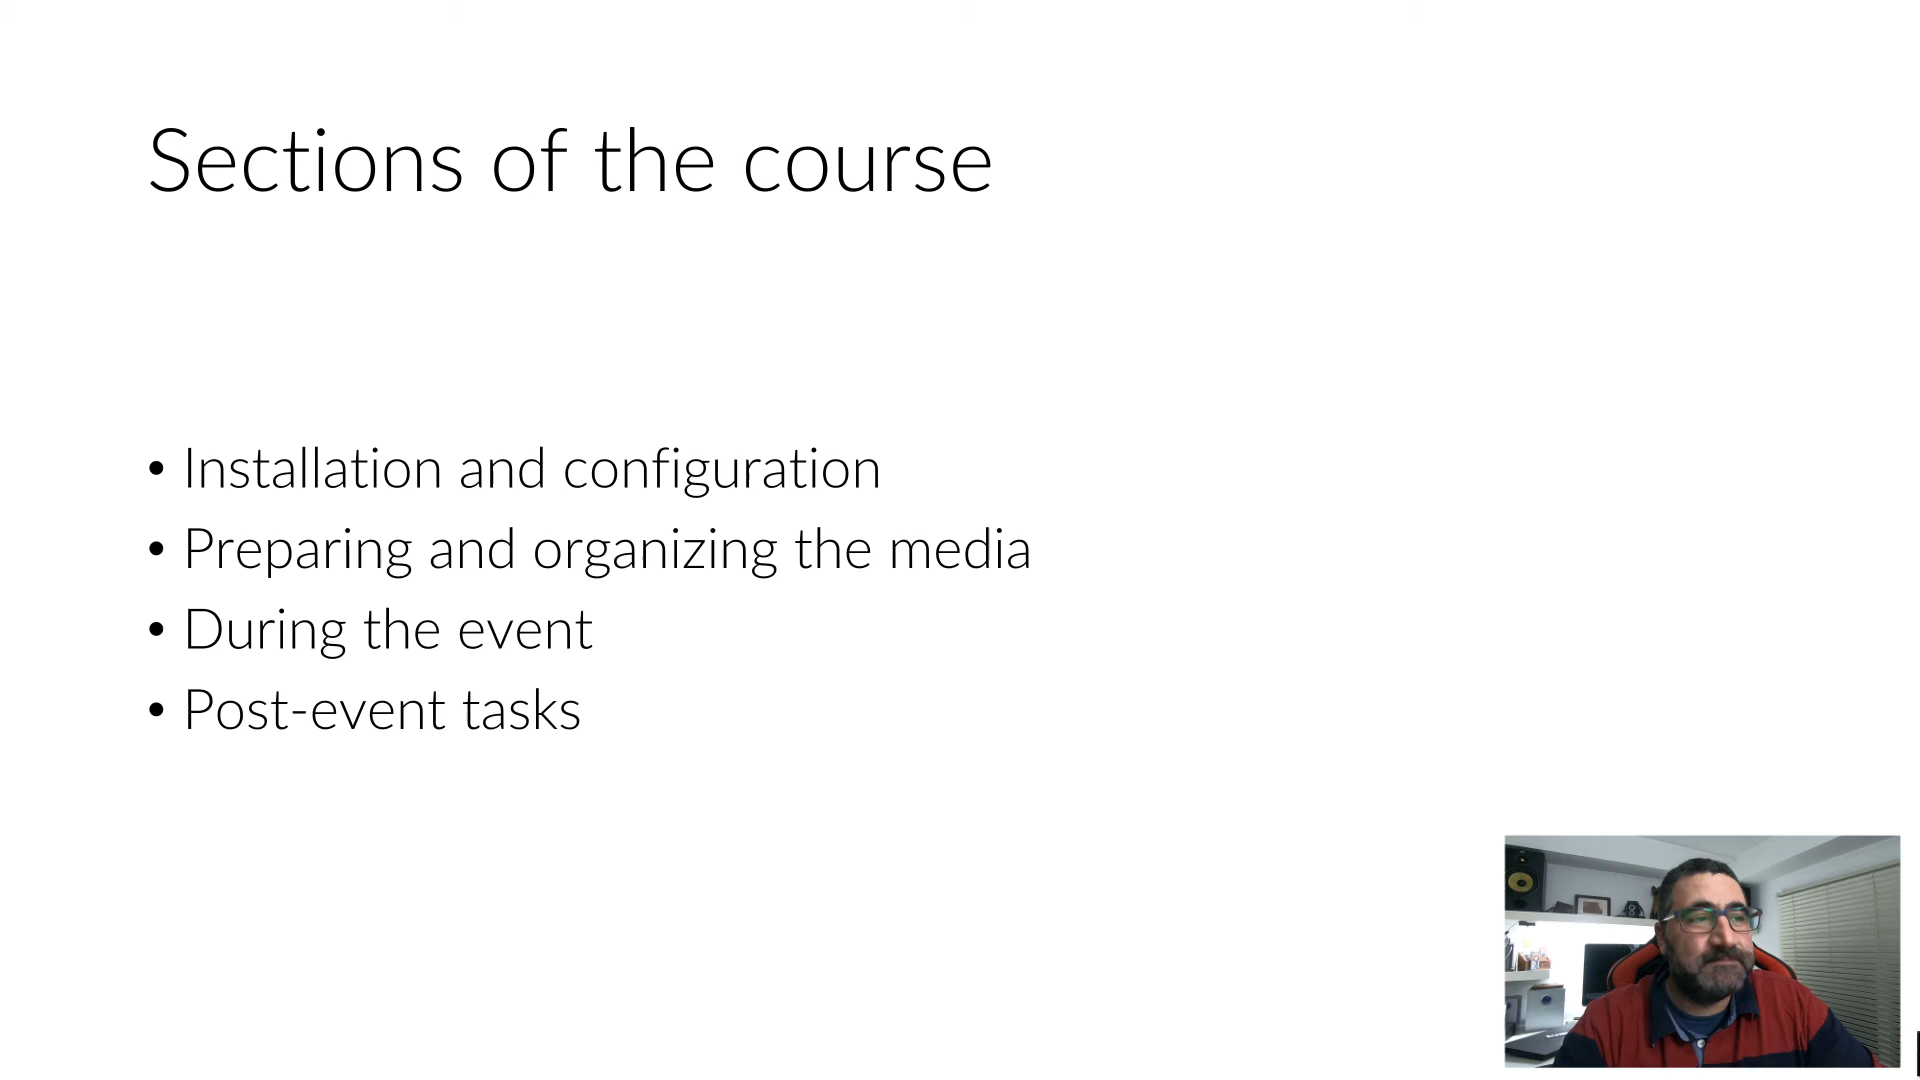 Sections of the course
• Installation and configuration
• Preparing and organizing the media
• During the event
• Post-event tasks